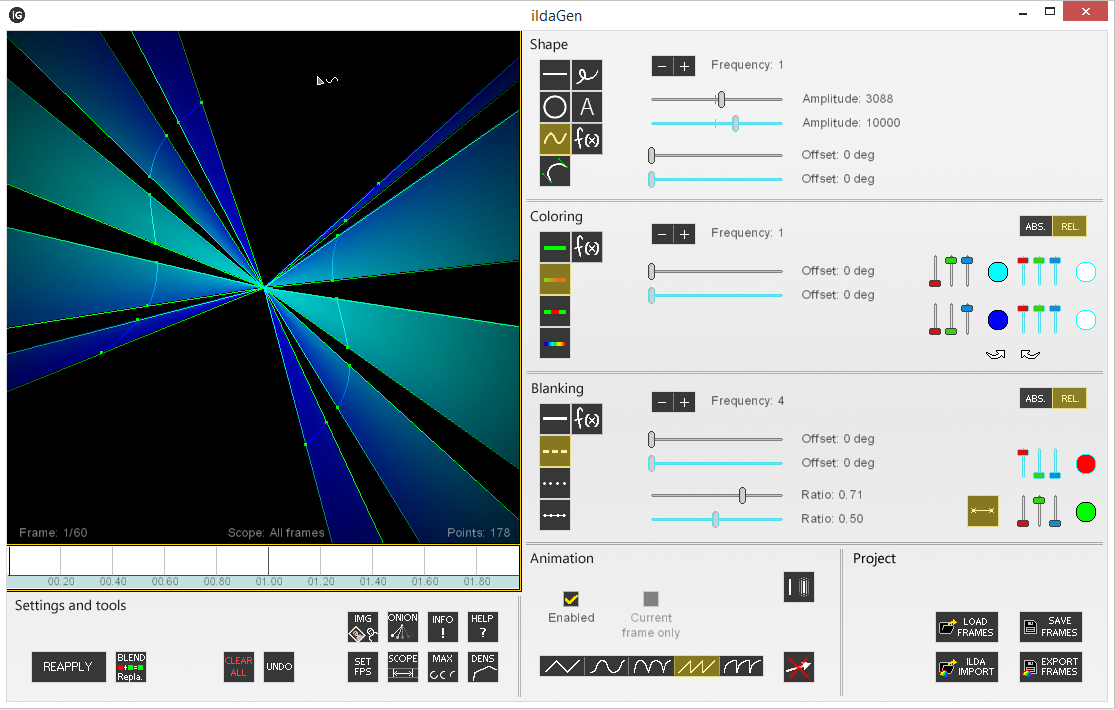 iG
ildaGen
Shape
Frequency: 1
Amplitude: 3088
A
Amplitude: 10000
f(x)
Offset: 0 deg
Offset: 0 deg
Coloring
ABS. REL.
Frequency: 1
f(x)
Offset: 0 deg
Offset: 0 deg
Blanking
ABS. REL.
Frequency: 4
f(x)
Offset: 0 deg
Offset: 0 deg
Ratio: 0.71
Ratio: 0.50
Frame: 1/60 Scope: All frames Points: 178
00.20 00.40 00.60 00.80 01.00 01.20 01.40 01.60 01.80
Settings and tools
IMG
ONION
INFO
!
HELP
?
REAPPLY
BLEND
Repla.
CLEAR
ALL
UNDO
SET
FPS
SCOPE
MAX
DENS
Animation
Enabled
Current
frame only
Project
LOAD
FRAMES
SAVE
FRAMES
ILDA
IMPORT
EXPORT
FRAMES